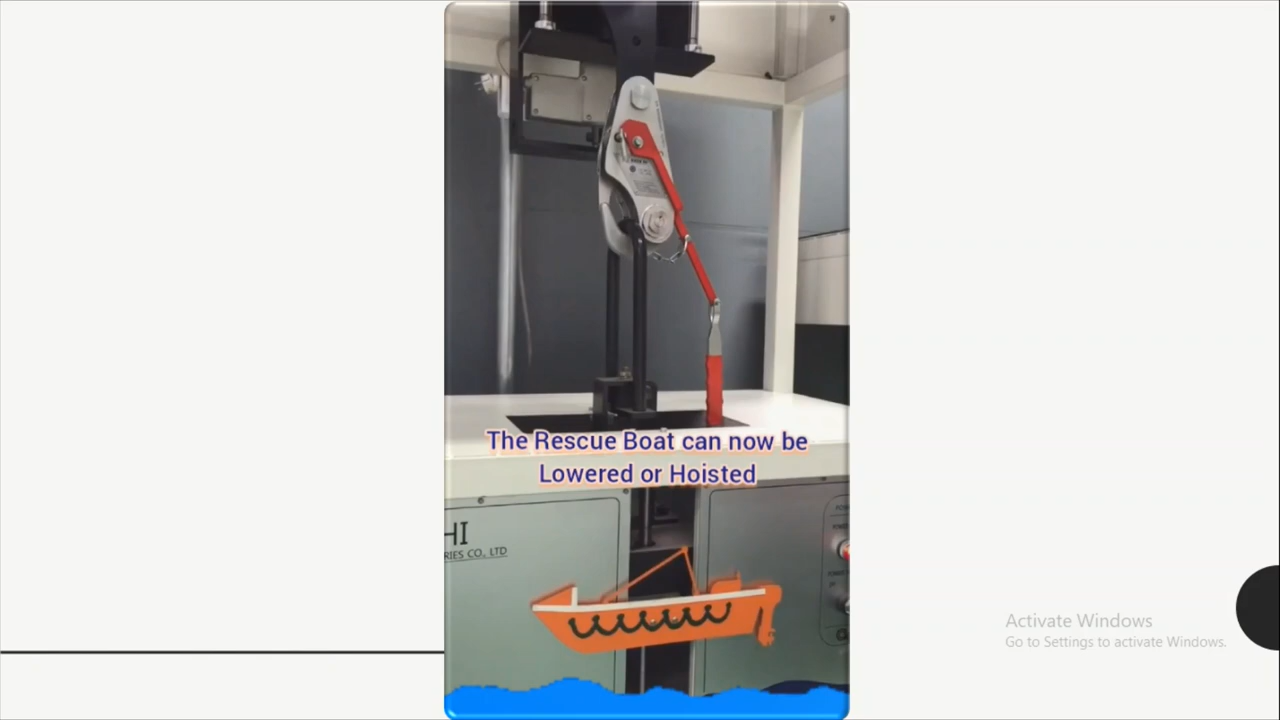 The Rescue Boat can now be
Lowered or Hoisted
HI
RIES CO., LTD
Activate Windows
Go to Settings to activate Windows.